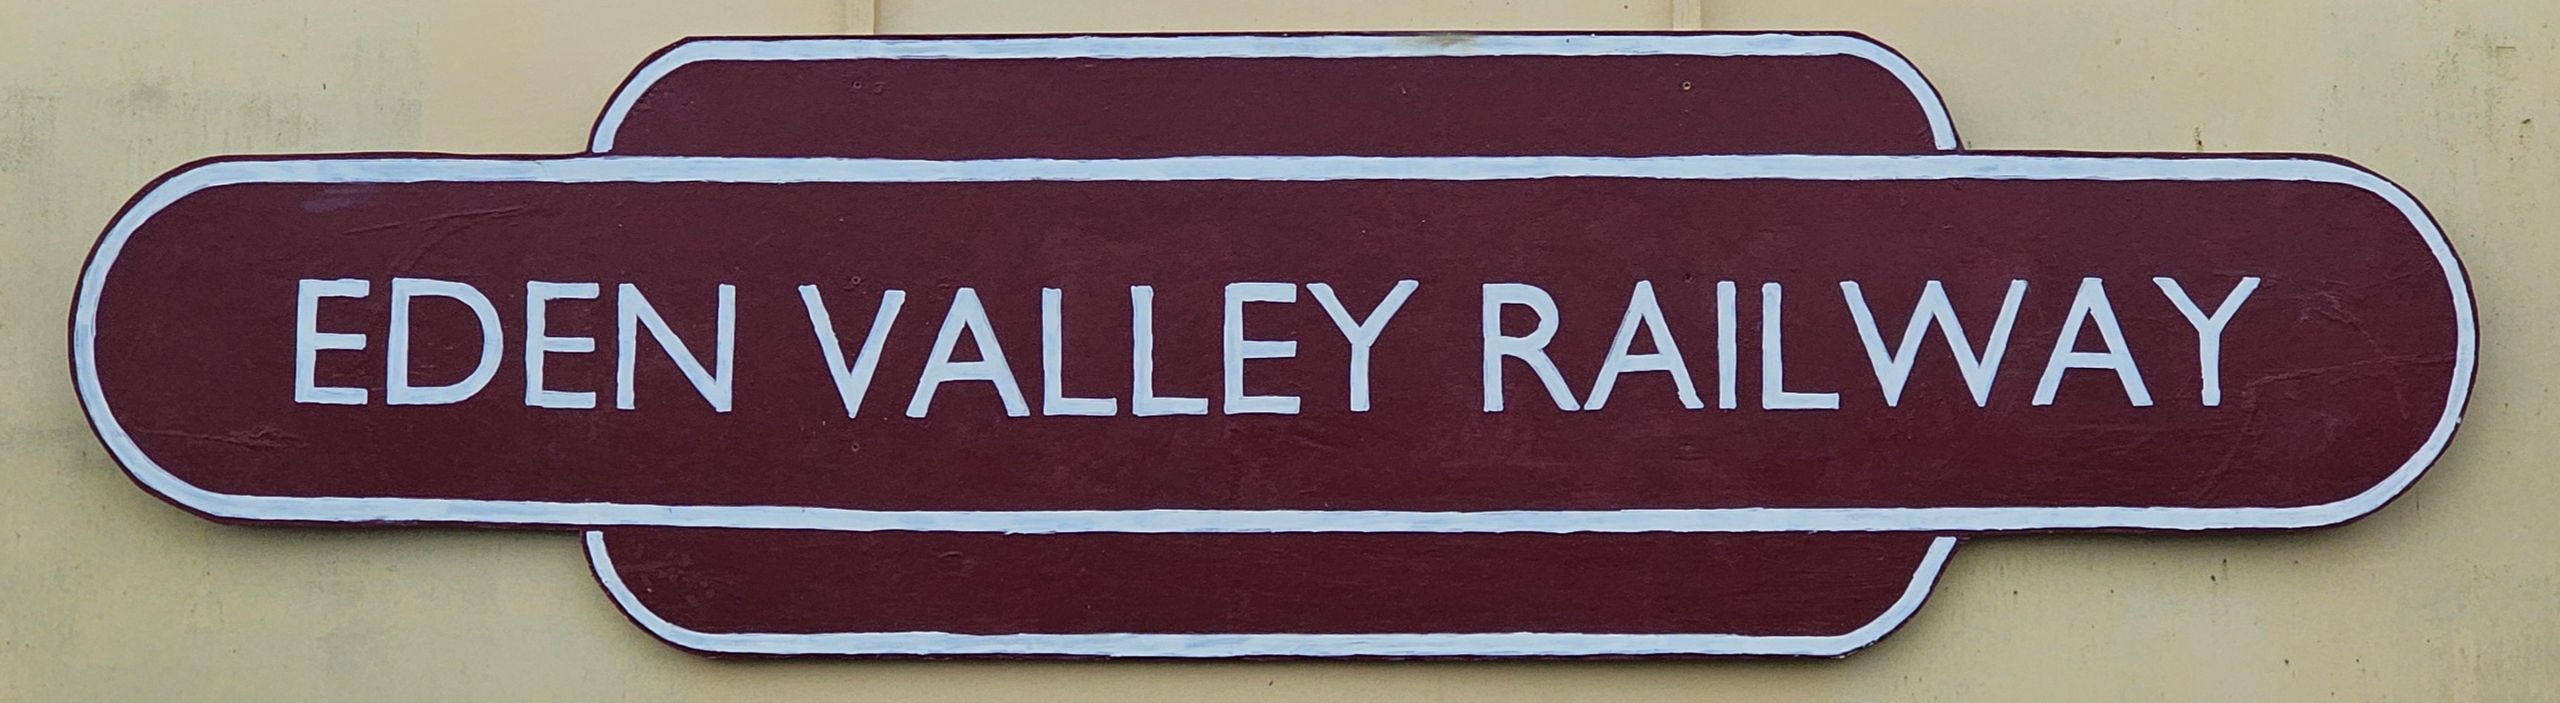 EDEN VALLEY RAILWAY